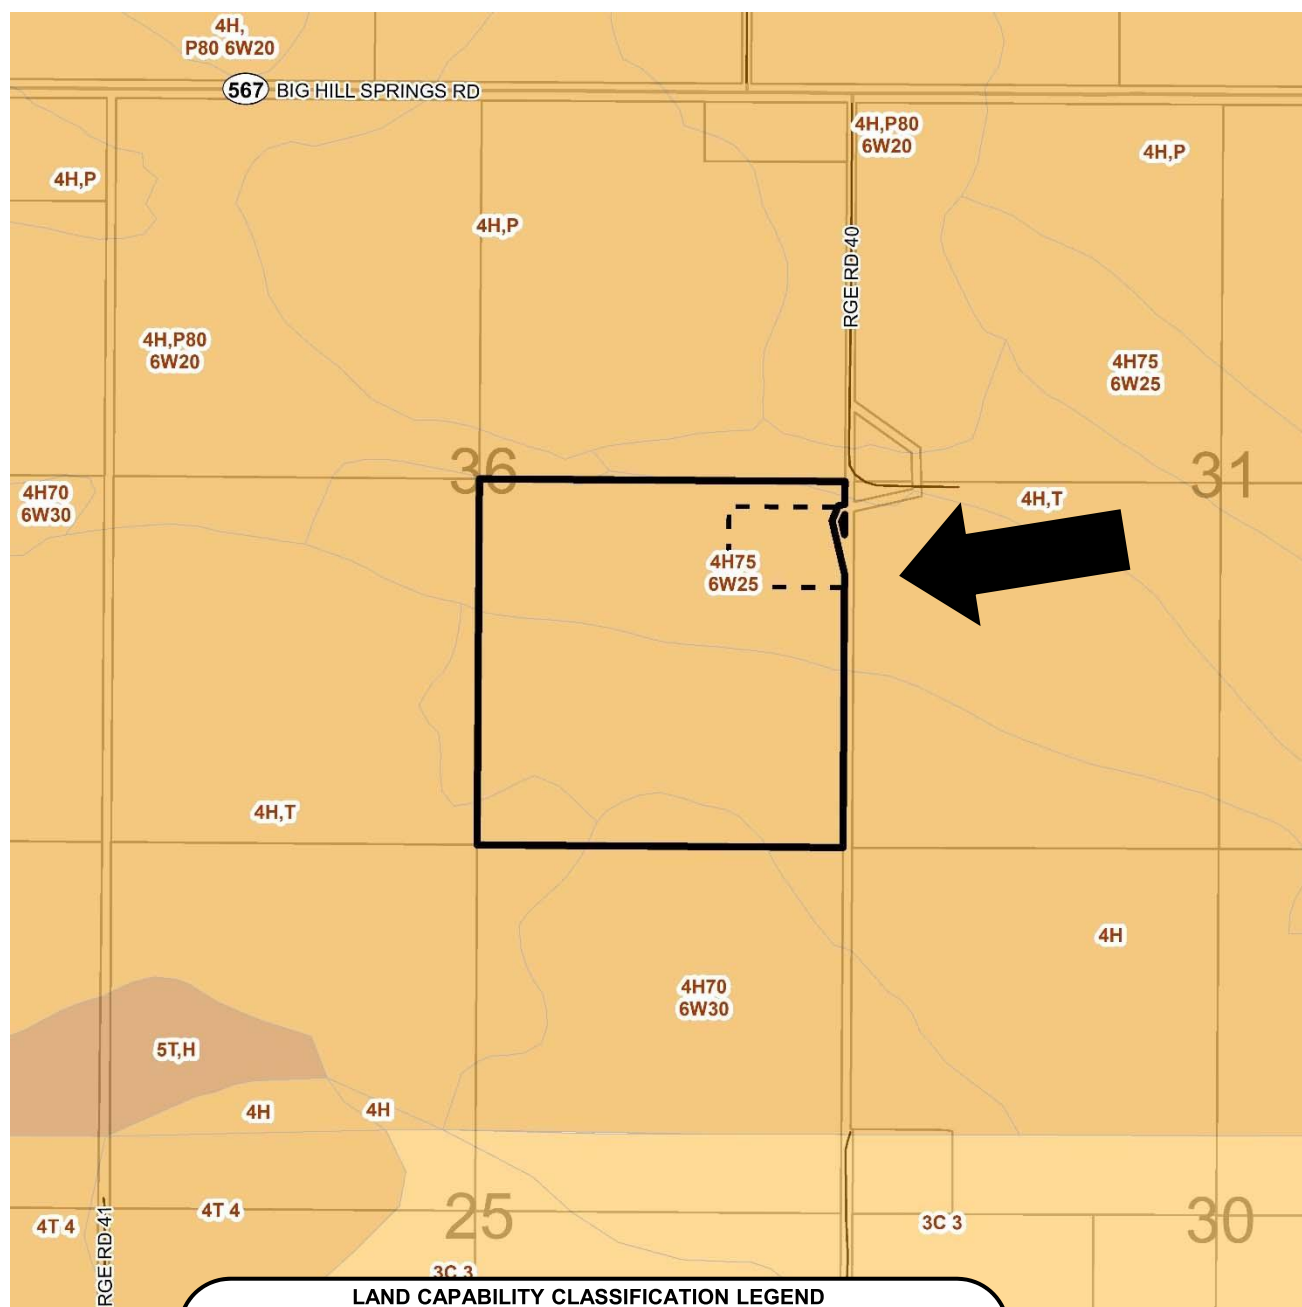 4H,
P80 6W20
567 BIG HILL SPRINGS RD
4H,P80
6W20
4H,P
4H,P
4H,P
RGE RD 40
4H,P80
6W20
4H75
6W25
36
31
4H70
6W30
4H,T
4H75
6W25
4H,T
4H
4H70
6W30
5T,H
4H
4H
4T 4
4T 4
RGE RD 41
25
3C 3
30
3C 3
LAND CAPABILITY CLASSIFICATION LEGEND